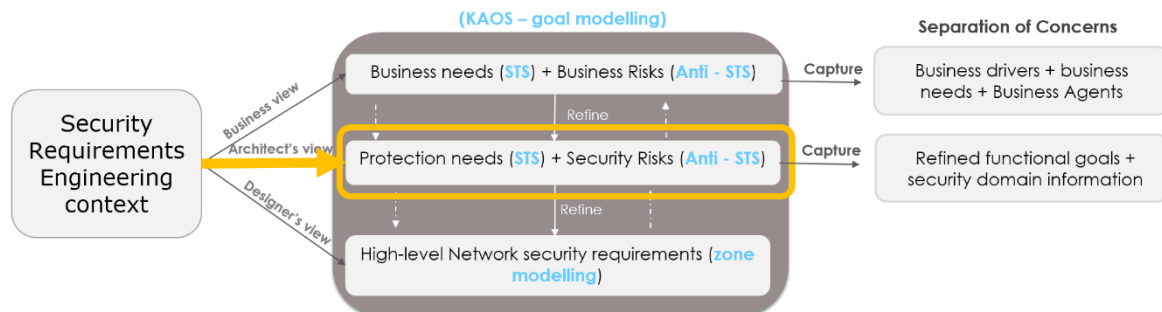 (KAOS – goal modelling)
Separation of Concerns
Security
Requirements
Engineering
context
Business view
Architect's view
Designer's view
Business needs (STS) + Business Risks (Anti - STS)
Refine
Protection needs (STS) + Security Risks (Anti - STS)
Refine
High-level Network security requirements (zone
modelling)
Capture
Business drivers + business
needs + Business Agents
Capture
Refined functional goals +
security domain information